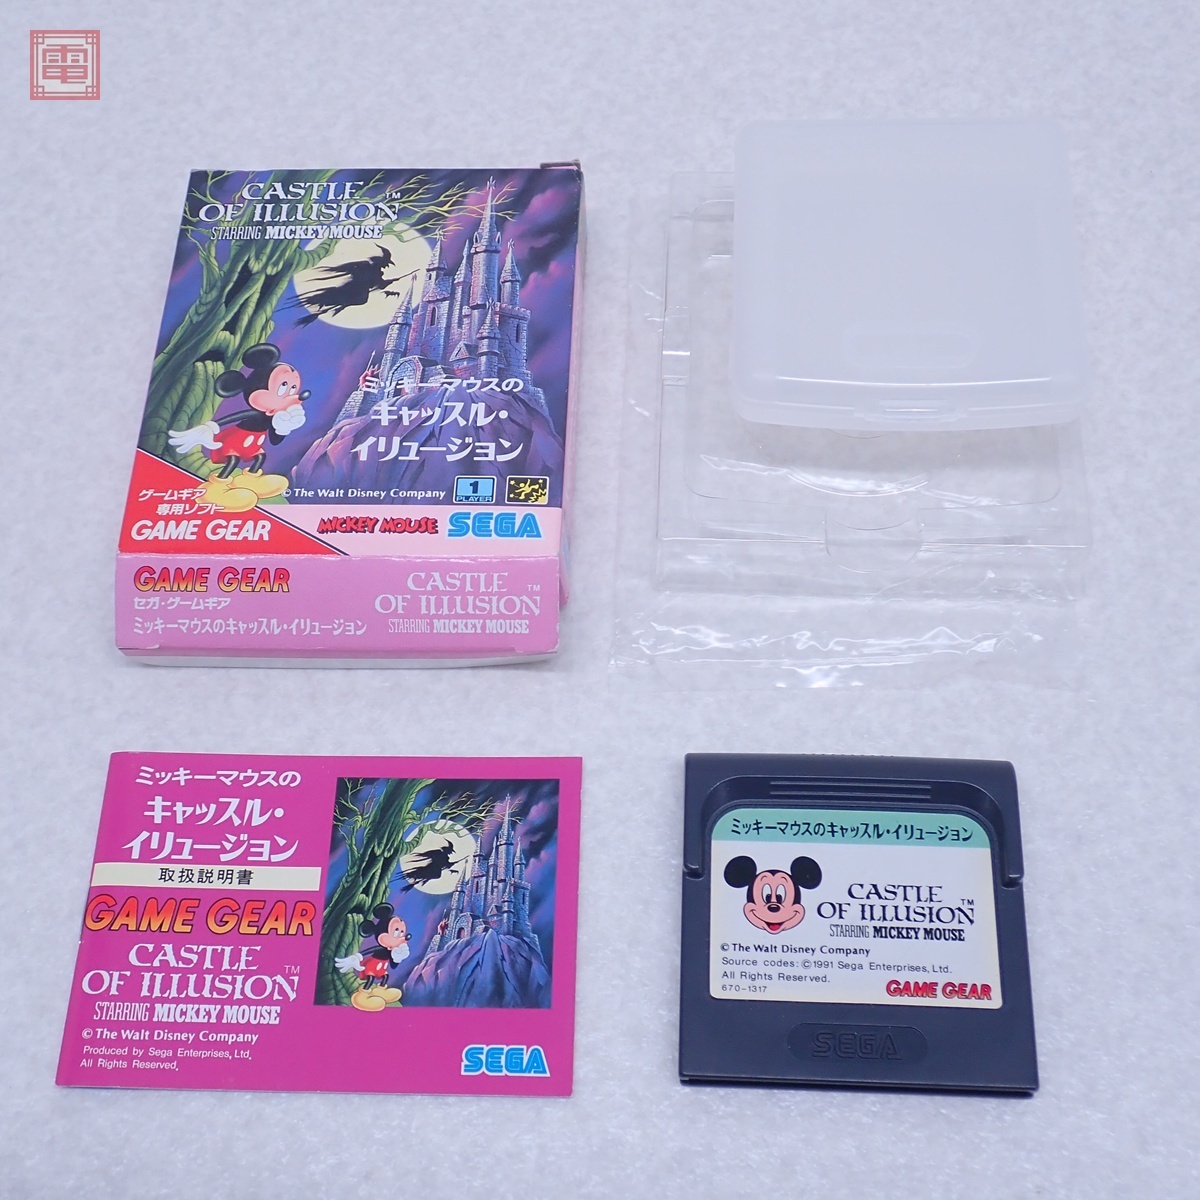 電
CASTLE
OF ILLUSION™
STARRING MICKEY MOUSE
ミッキーマウスの
キャッスル・
イリュージョン
© The Walt Disney Company
1
PLAYER
ゲームギア
専用ソフト
GAME GEAR
MICKEY MOUSE
SEGA
GAME GEAR
セガ・ゲームギア
ミッキーマウスのキャッスル・イリュージョン
CASTLE
OF ILLUSION™
STARRING MICKEY MOUSE
ミッキーマウスの
キャッスル・
イリュージョン
取扱説明書
GAME GEAR
CASTLE
OF ILLUSION™
STARRING MICKEY MOUSE
© The Walt Disney Company
Produced by Sega Enterprises, Ltd.
All Rights Reserved.
SEGA
ミッキーマウスのキャッスル・イリュージョン
CASTLE
OF ILLUSION™
STARRING MICKEY MOUSE
© The Walt Disney Company
Source codes: ©1991 Sega Enterprises, Ltd.
All Rights Reserved.
670-1317
GAME GEAR
SEGA